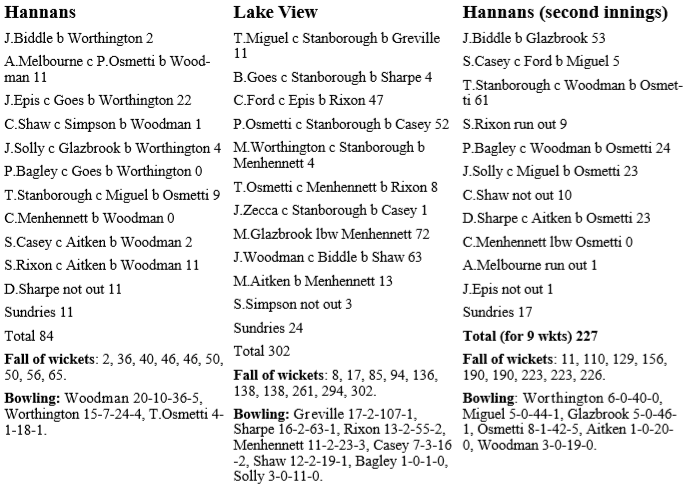 Hannans
J.Biddle b Worthington 2
A.Melbourne c P.Osmetti b Wood-
man 11
J.Epis c Goes b Worthington 22
C.Shaw c Simpson b Woodman 1
J.Solly c Glazbrook b Worthington 4
P.Bagley c Goes b Worthington 0
T.Stanborough c Miguel b Osmetti 9
C.Menhennett b Woodman 0
S.Casey c Aitken b Woodman 2
S.Rixon c Aitken b Woodman 11
D.Sharpe not out 11
Sundries 11
Total 84
Fall of wickets: 2, 36, 40, 46, 46, 50,
50, 56, 65.
Bowling: Woodman 20-10-36-5,
Worthington 15-7-24-4, T.Osmetti 4-
1-18-1.
Lake View
T.Miguel c Stanborough b Greville
11
B.Goes c Stanborough b Sharpe 4
C.Ford c Epis b Rixon 47
P.Osmetti c Stanborough b Casey 52
M.Worthington c Stanborough b
Menhennett 4
T.Osmetti c Menhennett b Rixon 8
J.Zecca c Stanborough b Casey 1
M.Glazbrook lbw Menhennett 72
J.Woodman c Biddle b Shaw 63
M.Aitken b Menhennett 13
S.Simpson not out 3
Sundries 24
Total 302
Fall of wickets: 8, 17, 85, 94, 136,
138, 138, 261, 294, 302.
Bowling: Greville 17-2-107-1,
Sharpe 16-2-63-1, Rixon 13-2-55-2,
Menhennett 11-2-23-3, Casey 7-3-16
-2, Shaw 12-2-19-1, Bagley 1-0-1-0,
Solly 3-0-11-0.
Hannans (second innings)
J.Biddle b Glazbrook 53
S.Casey c Ford b Miguel 5
T.Stanborough c Woodman b Osmet-
ti 61
S.Rixon run out 9
P.Bagley c Woodman b Osmetti 24
J.Solly c Miguel b Osmetti 23
C.Shaw not out 10
D.Sharpe c Aitken b Osmetti 23
C.Menhennett lbw Osmetti 0
A.Melbourne run out 1
J.Epis not out 1
Sundries 17
Total (for 9 wkts) 227
Fall of wickets: 11, 110, 129, 156,
190, 190, 223, 223, 226.
Bowling: Worthington 6-0-40-0,
Miguel 5-0-44-1, Glazbrook 5-0-46-
1, Osmetti 8-1-42-5, Aitken 1-0-20-
0, Woodman 3-0-19-0.